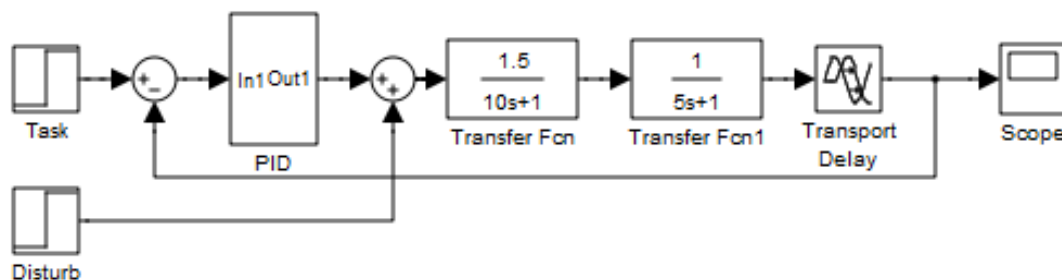 +
−
In1 Out1
+
+
1.5
10s+1
1
5s+1
Task
Transfer Fcn
Transfer Fcn1
Transport
Delay
Scope
PID
Disturb